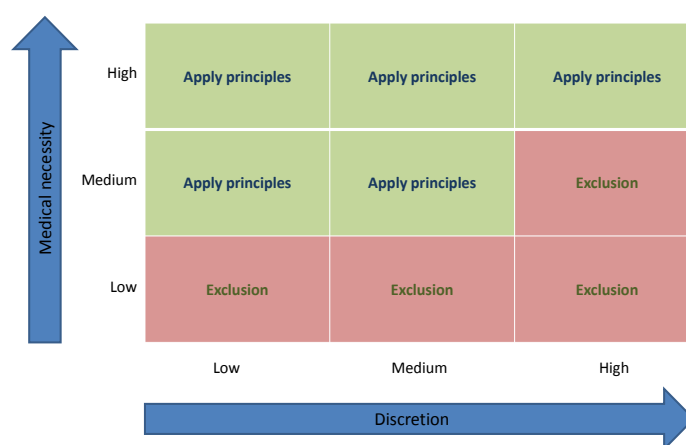 Medical necessity
High
Apply principles
Apply principles
Apply principles
Medium
Apply principles
Apply principles
Exclusion
Low
Exclusion
Exclusion
Exclusion
Low
Medium
High
Discretion